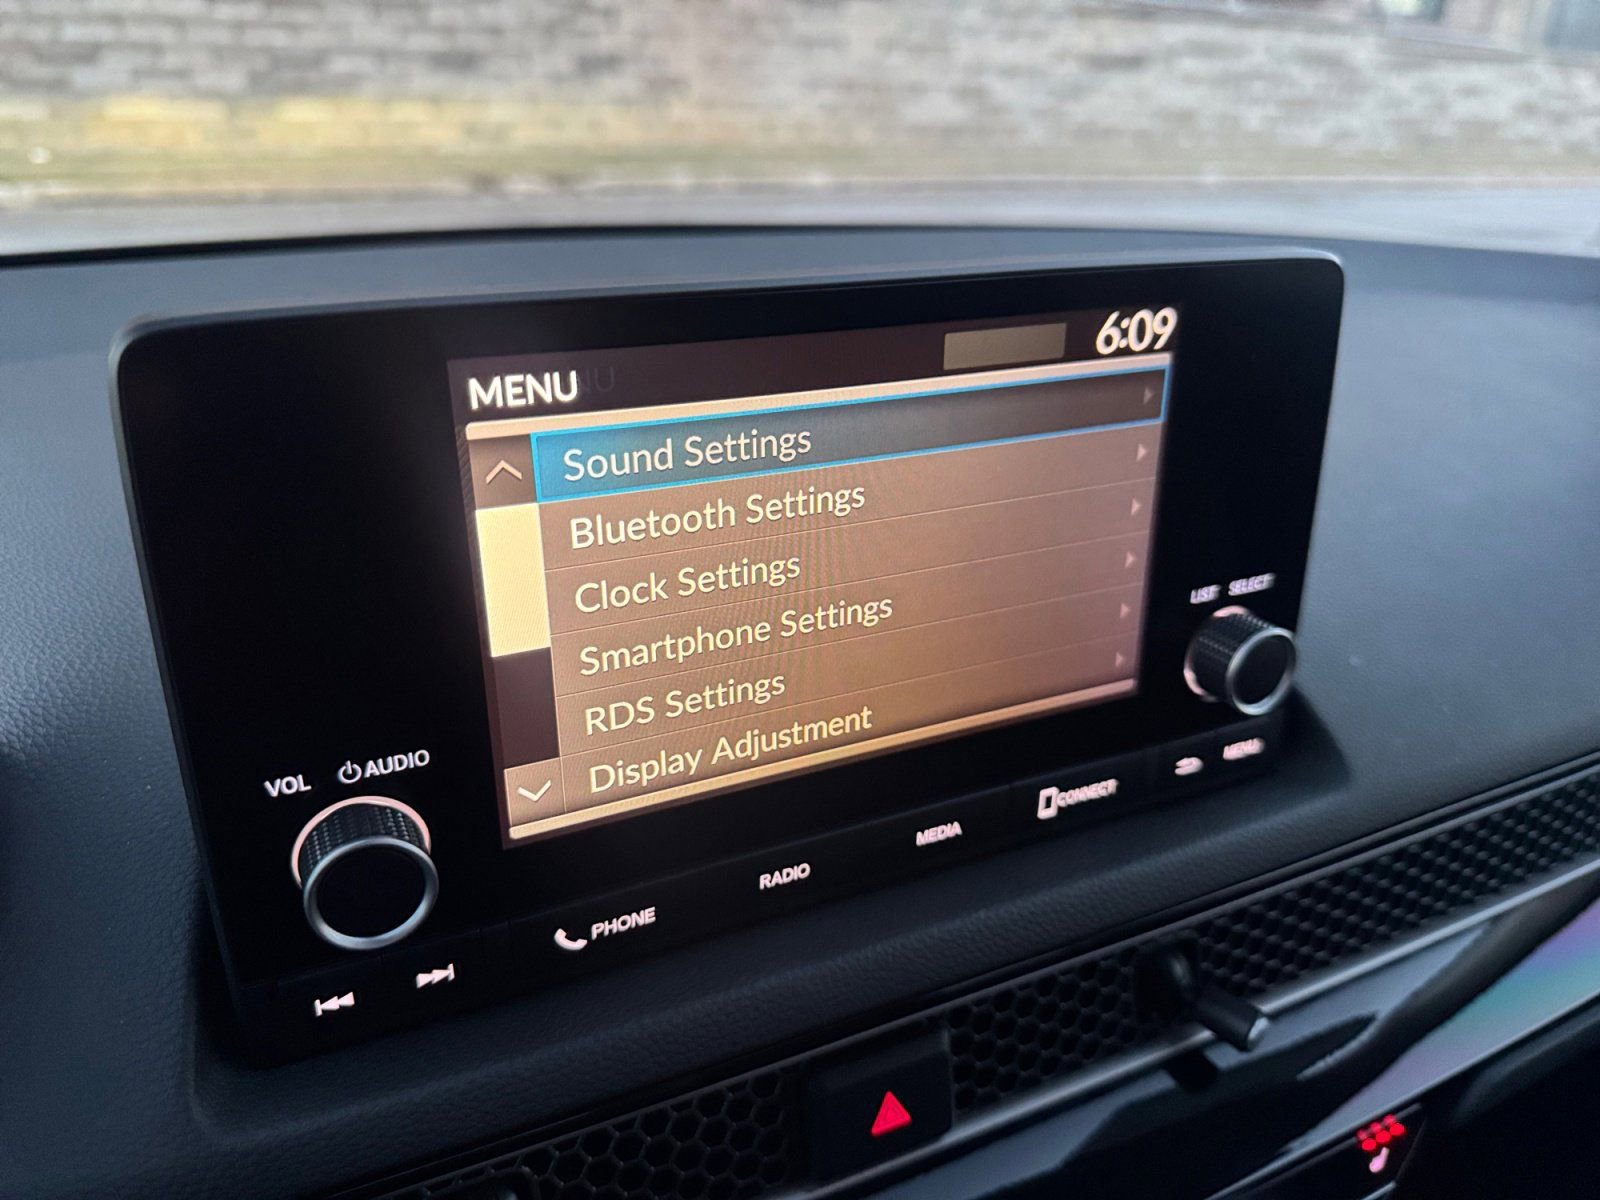 MENU
6:09
Sound Settings
Bluetooth Settings
Clock Settings
Smartphone Settings
RDS Settings
Display Adjustment
LIST SELECT
VOL AUDIO
PHONE
RADIO
MEDIA
CONNECT
MENU